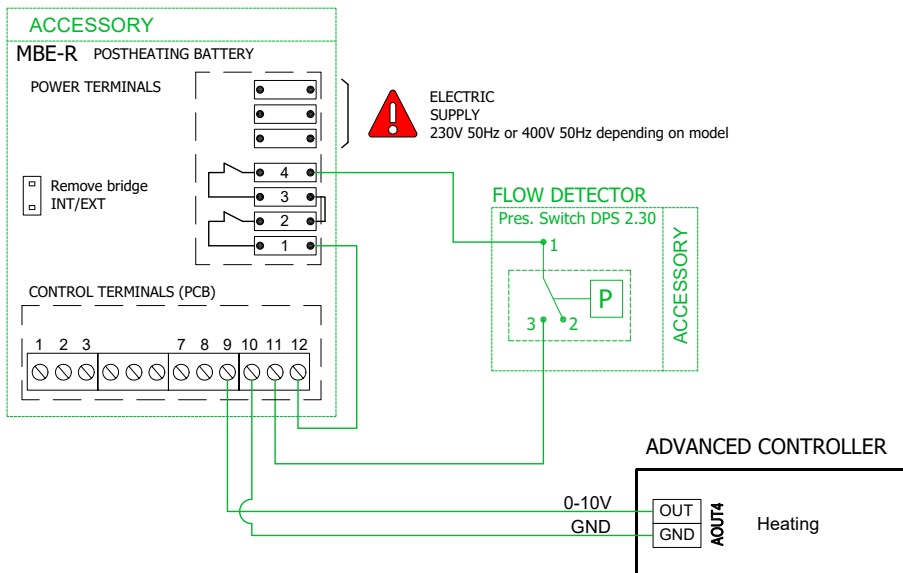 ACCESSORY
MBE-R POSTHEATING BATTERY
POWER TERMINALS
ELECTRIC
SUPPLY
230V 50Hz or 400V 50Hz depending on model
4
3
2
1
Remove bridge
INT/EXT
FLOW DETECTOR
Pres. Switch DPS 2.30
1
P
3 2
ACCESSORY
CONTROL TERMINALS (PCB)
1 2 3 7 8 9 10 11 12
ADVANCED CONTROLLER
0-10V
GND
OUT
GND
AOUT4
Heating